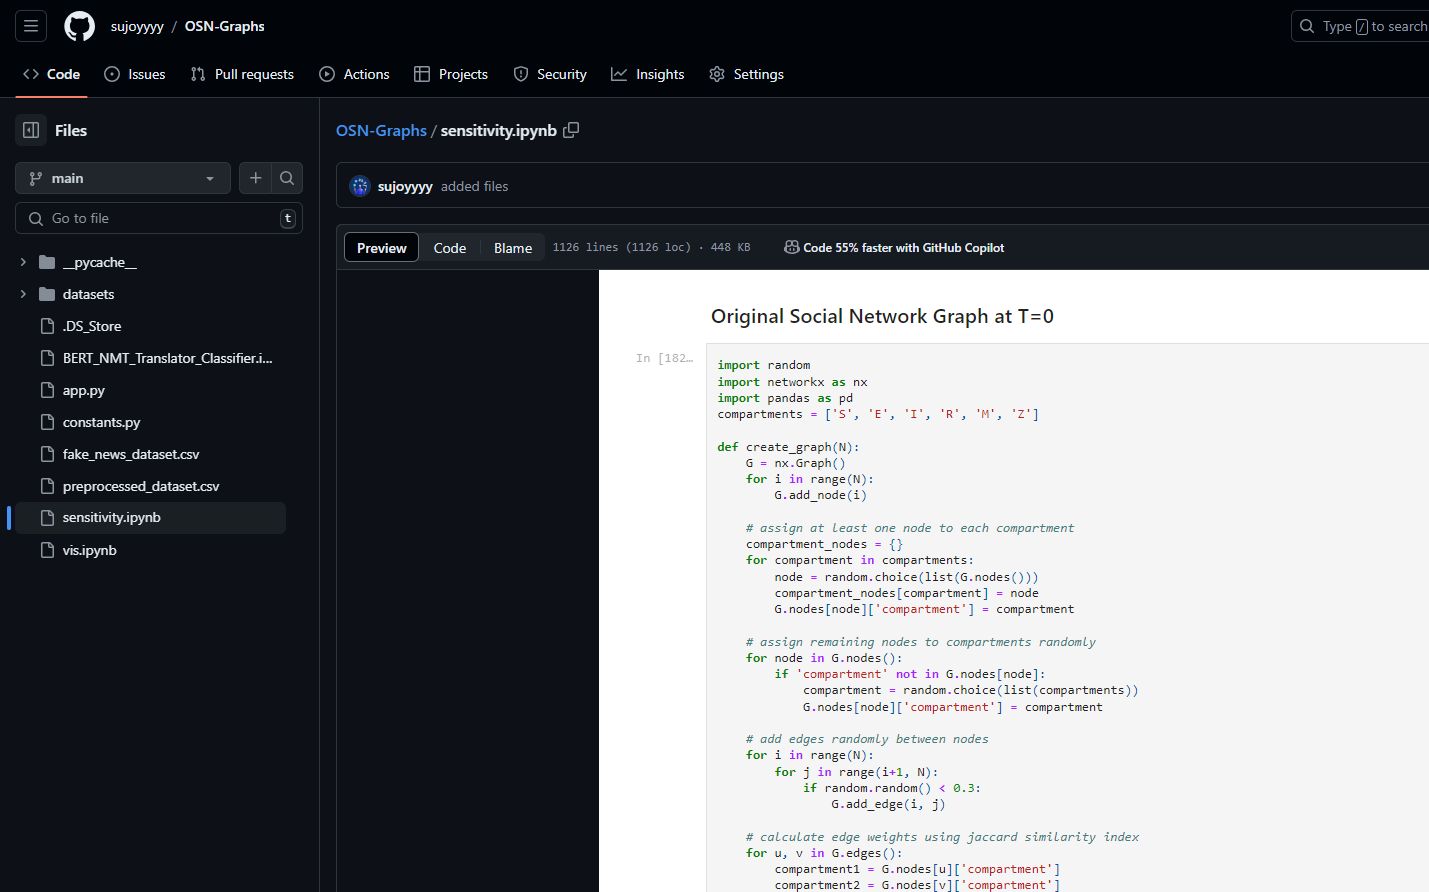 sujoyyyy / OSN-Graphs
Type / to search
Code Issues Pull requests Actions Projects Security Insights Settings
Files
main
Go to file t
__pycache__
datasets
.DS_Store
BERT_NMT_Translator_Classifier.i...
app.py
constants.py
fake_news_dataset.csv
preprocessed_dataset.csv
sensitivity.ipynb
vis.ipynb
OSN-Graphs / sensitivity.ipynb
sujoyyyy added files
Preview Code Blame 1126 lines (1126 loc) · 448 KB Code 55% faster with GitHub Copilot
Original Social Network Graph at T=0
In [182…
import random
import networkx as nx
import pandas as pd
compartments = ['S', 'E', 'I', 'R', 'M', 'Z']
def create_graph(N):
    G = nx.Graph()
    for i in range(N):
        G.add_node(i)
    # assign at least one node to each compartment
    compartment_nodes = {}
    for compartment in compartments:
        node = random.choice(list(G.nodes()))
        compartment_nodes[compartment] = node
        G.nodes[node]['compartment'] = compartment
    # assign remaining nodes to compartments randomly
    for node in G.nodes():
        if 'compartment' not in G.nodes[node]:
            compartment = random.choice(list(compartments))
            G.nodes[node]['compartment'] = compartment
    # add edges randomly between nodes
    for i in range(N):
        for j in range(i+1, N):
            if random.random() < 0.3:
                G.add_edge(i, j)
    # calculate edge weights using jaccard similarity index
    for u, v in G.edges():
        compartment1 = G.nodes[u]['compartment']
        compartment2 = G.nodes[v]['compartment']